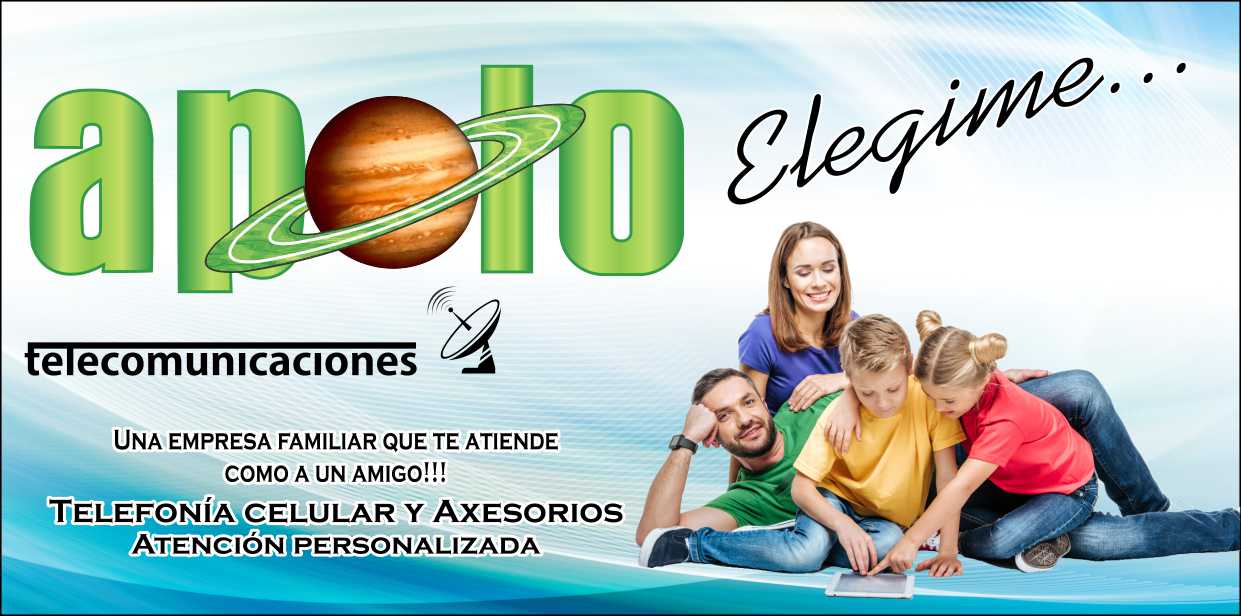 apolo
Elegime...
telecomunicaciones
UNA EMPRESA FAMILIAR QUE TE ATIENDE
COMO A UN AMIGO!!!
TELEFONÍA CELULAR Y AXESORIOS
ATENCIÓN PERSONALIZADA